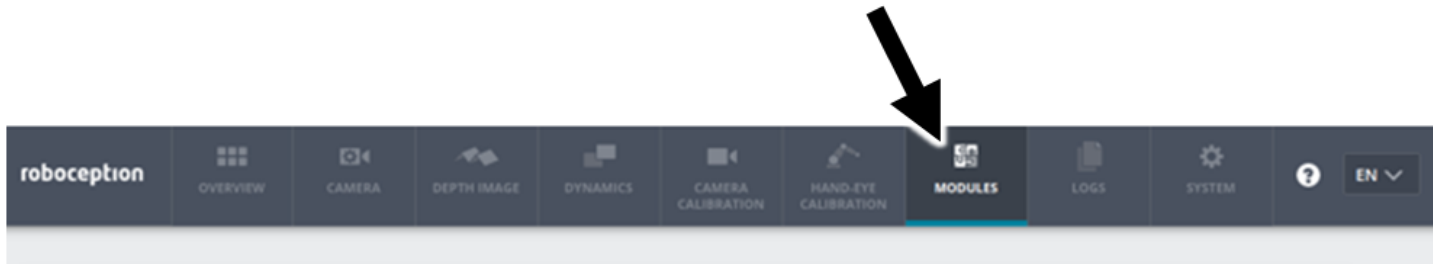 roboception
OVERVIEW
CAMERA
DEPTH IMAGE
DYNAMICS
CAMERA
CALIBRATION
HAND-EYE
CALIBRATION
MODULES
LOGS
SYSTEM
?
EN